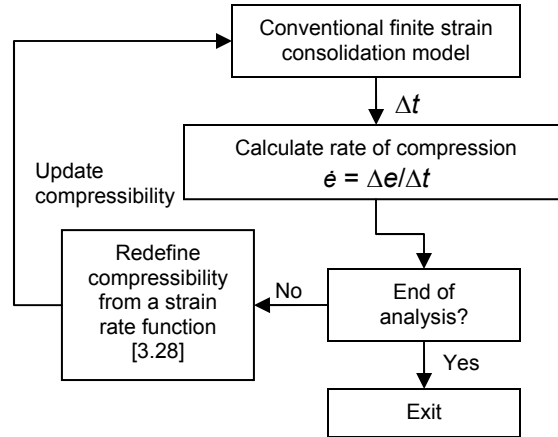 Conventional finite strain
consolidation model
Δt
Calculate rate of compression
ė = Δe/Δt
Update
compressibility
Redefine
compressibility
from a strain
rate function
[3.28]
No
End of
analysis?
Yes
Exit